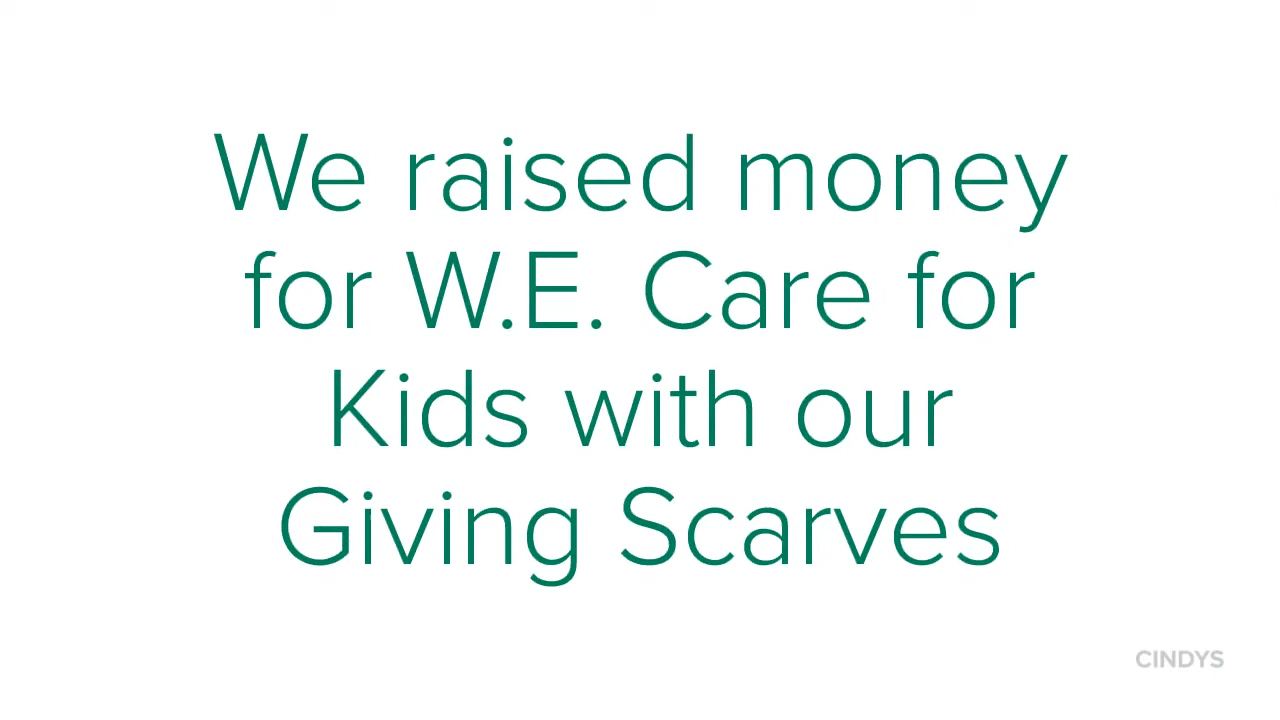 We raised money
for W.E. Care for
Kids with our
Giving Scarves
CINDYS